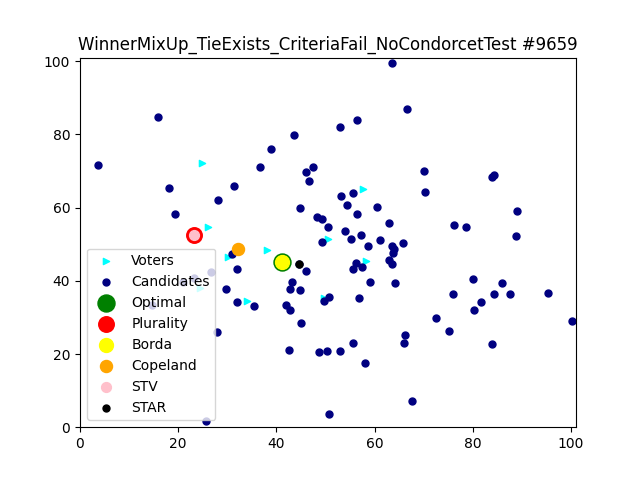 WinnerMixUp_TieExists_CriteriaFail_NoCondorcetTest #9659
100
80
60
40
20
0
Voters
Candidates
Optimal
Plurality
Borda
Copeland
STV
STAR
0 20 40 60 80 100